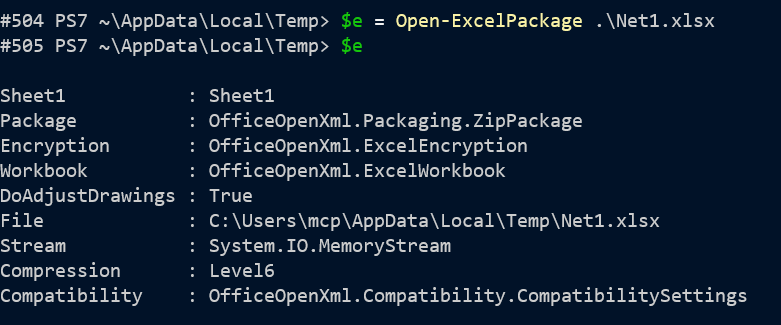 #504 PS7 ~\AppData\Local\Temp> $e = Open-ExcelPackage .\Net1.xlsx
#505 PS7 ~\AppData\Local\Temp> $e
Sheet1 : Sheet1
Package : OfficeOpenXml.Packaging.ZipPackage
Encryption : OfficeOpenXml.ExcelEncryption
Workbook : OfficeOpenXml.ExcelWorkbook
DoAdjustDrawings : True
File : C:\Users\mcp\AppData\Local\Temp\Net1.xlsx
Stream : System.IO.MemoryStream
Compression : Level6
Compatibility : OfficeOpenXml.Compatibility.CompatibilitySettings